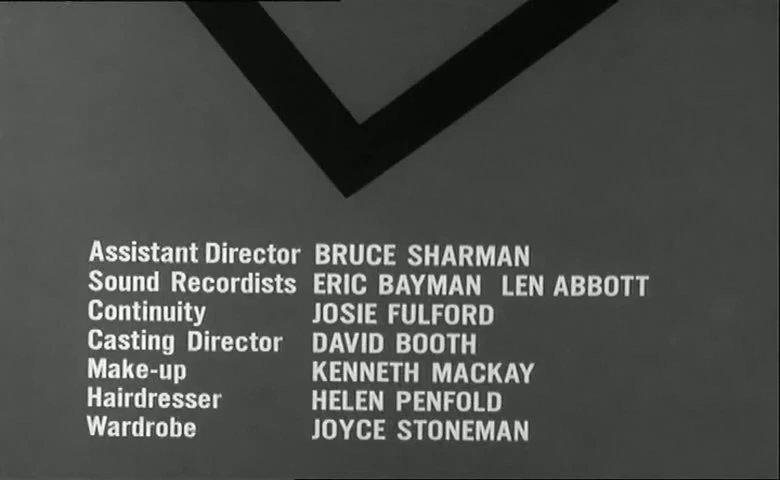 Assistant Director BRUCE SHARMAN
Sound Recordists ERIC BAYMAN LEN ABBOTT
Continuity JOSIE FULFORD
Casting Director DAVID BOOTH
Make-up KENNETH MACKAY
Hairdresser HELEN PENFOLD
Wardrobe JOYCE STONEMAN